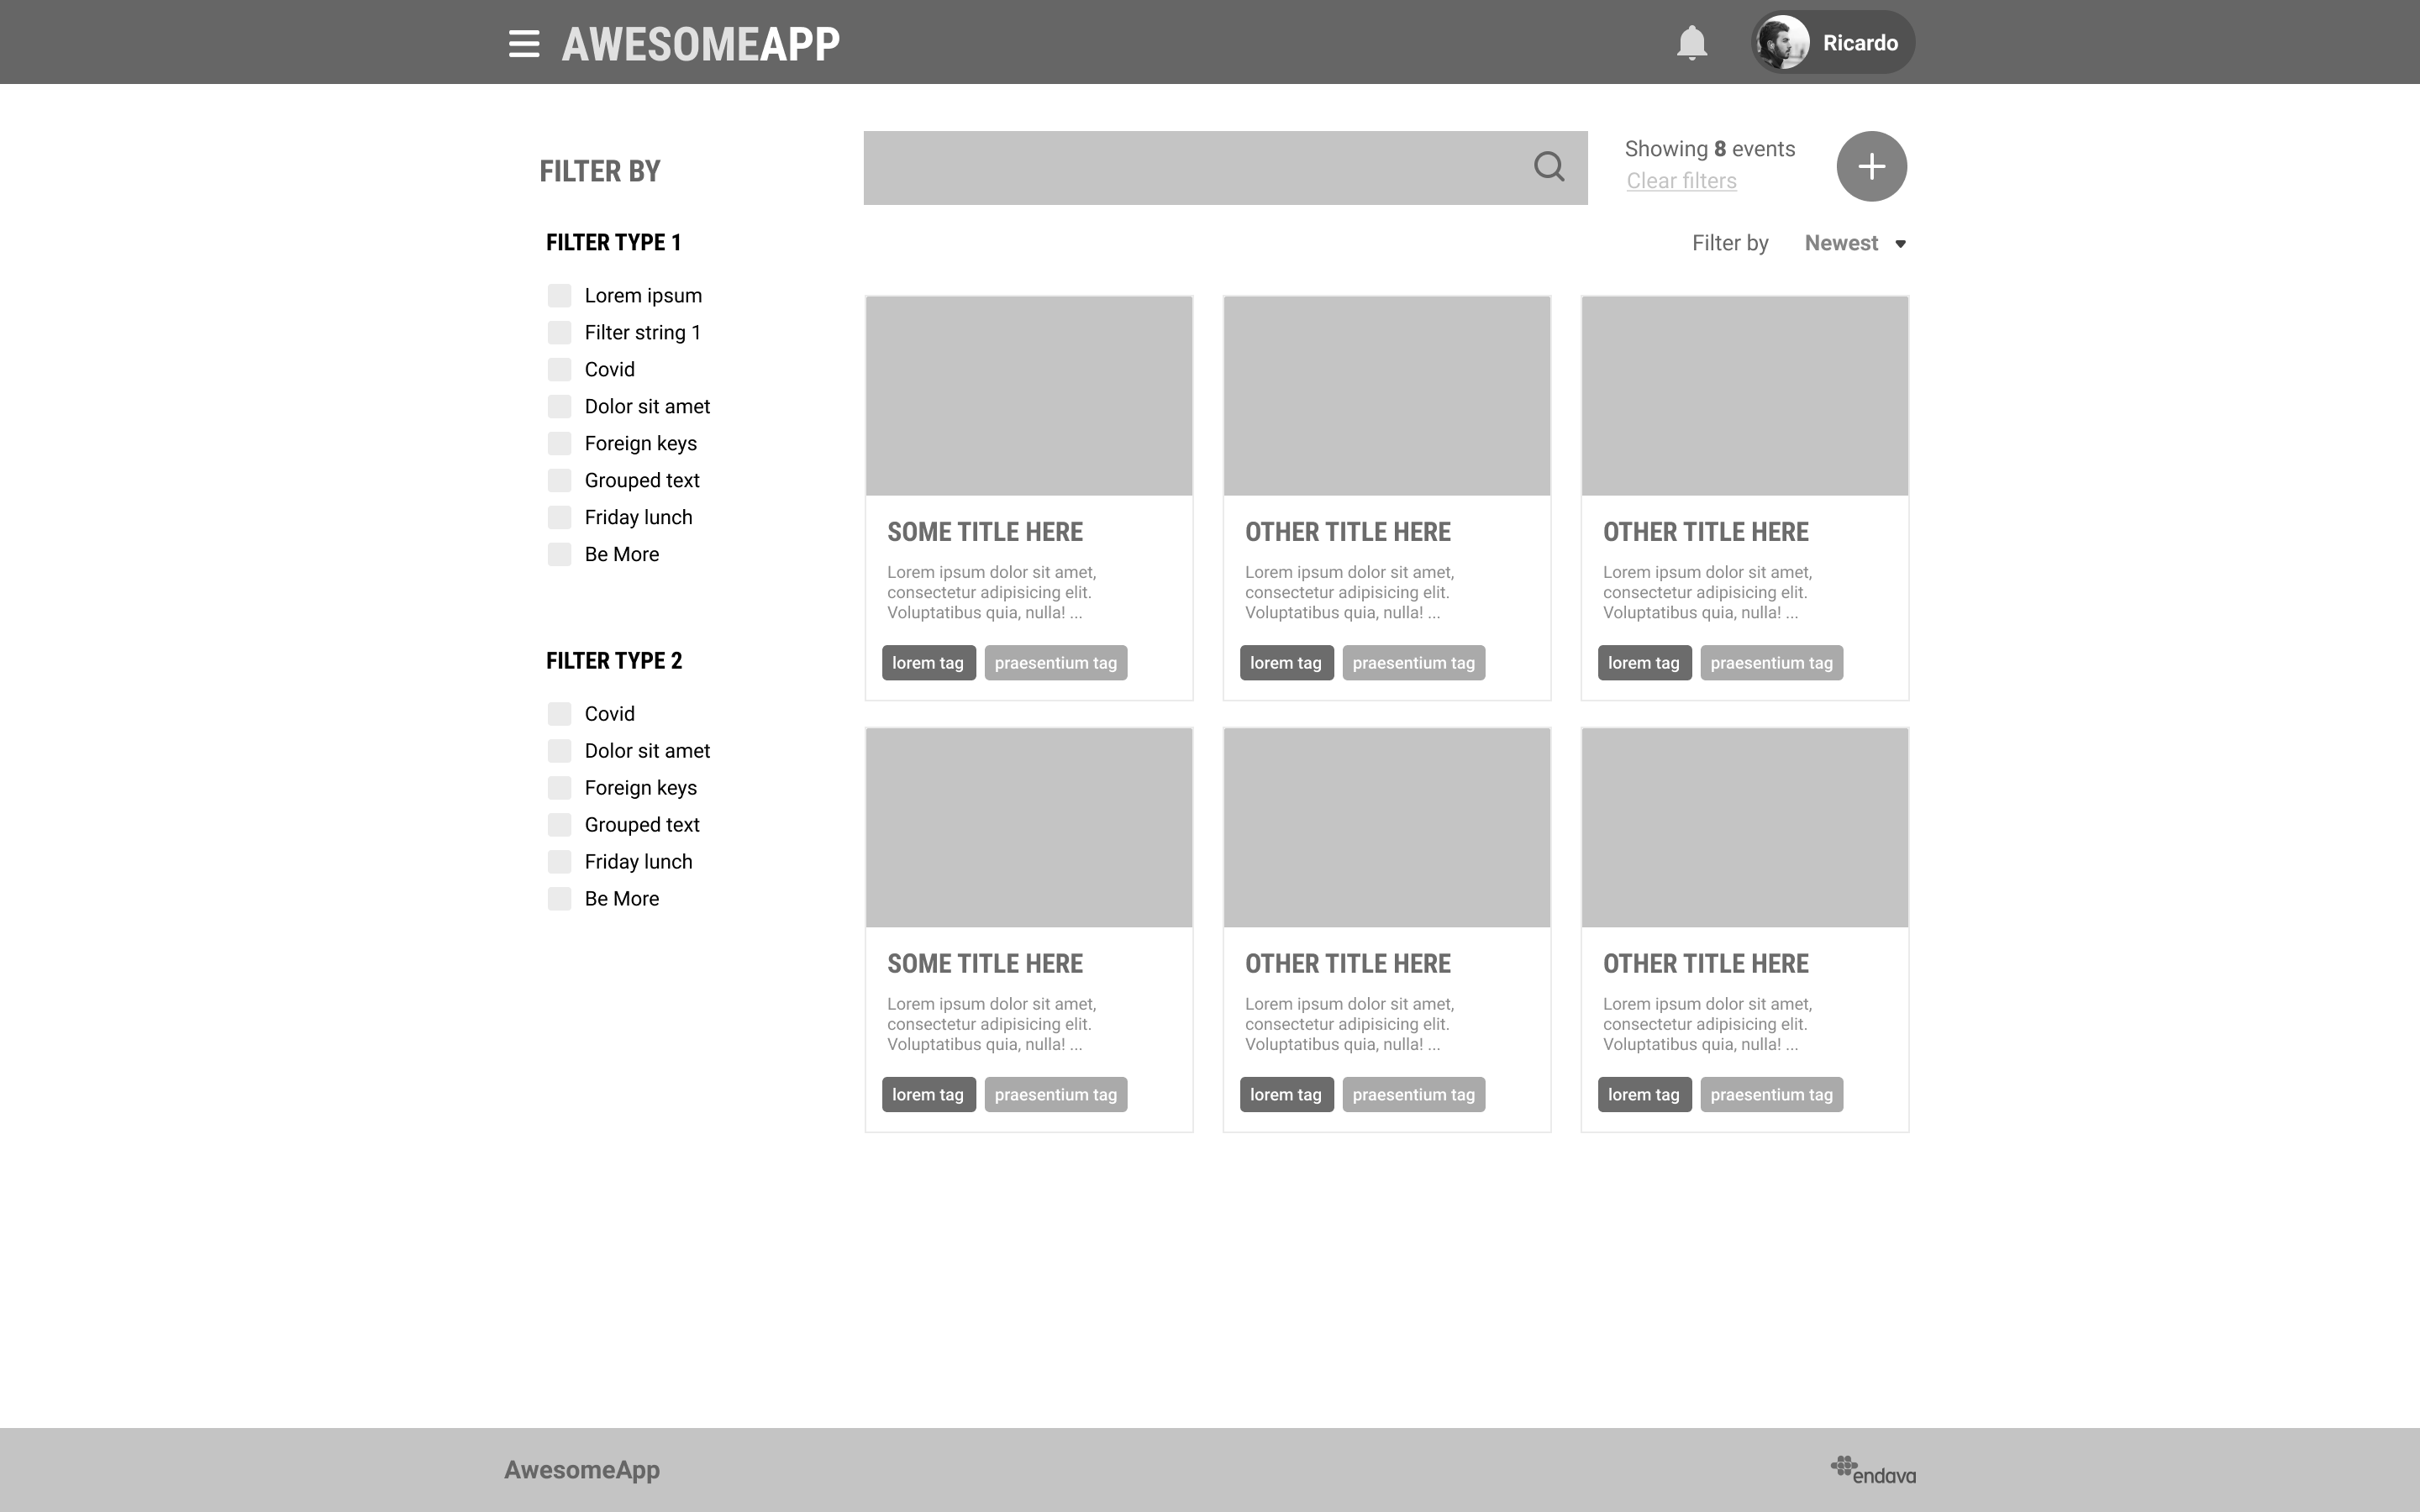 AWESOMEAPP
Ricardo
FILTER BY
Showing 8 events
Clear filters
Filter by Newest
FILTER TYPE 1
Lorem ipsum
Filter string 1
Covid
Dolor sit amet
Foreign keys
Grouped text
Friday lunch
Be More
FILTER TYPE 2
Covid
Dolor sit amet
Foreign keys
Grouped text
Friday lunch
Be More
SOME TITLE HERE
Lorem ipsum dolor sit amet,
consectetur adipisicing elit.
Voluptatibus quia, nulla! ...
lorem tag praesentium tag
OTHER TITLE HERE
Lorem ipsum dolor sit amet,
consectetur adipisicing elit.
Voluptatibus quia, nulla! ...
lorem tag praesentium tag
OTHER TITLE HERE
Lorem ipsum dolor sit amet,
consectetur adipisicing elit.
Voluptatibus quia, nulla! ...
lorem tag praesentium tag
SOME TITLE HERE
Lorem ipsum dolor sit amet,
consectetur adipisicing elit.
Voluptatibus quia, nulla! ...
lorem tag praesentium tag
OTHER TITLE HERE
Lorem ipsum dolor sit amet,
consectetur adipisicing elit.
Voluptatibus quia, nulla! ...
lorem tag praesentium tag
OTHER TITLE HERE
Lorem ipsum dolor sit amet,
consectetur adipisicing elit.
Voluptatibus quia, nulla! ...
lorem tag praesentium tag
AwesomeApp
endava